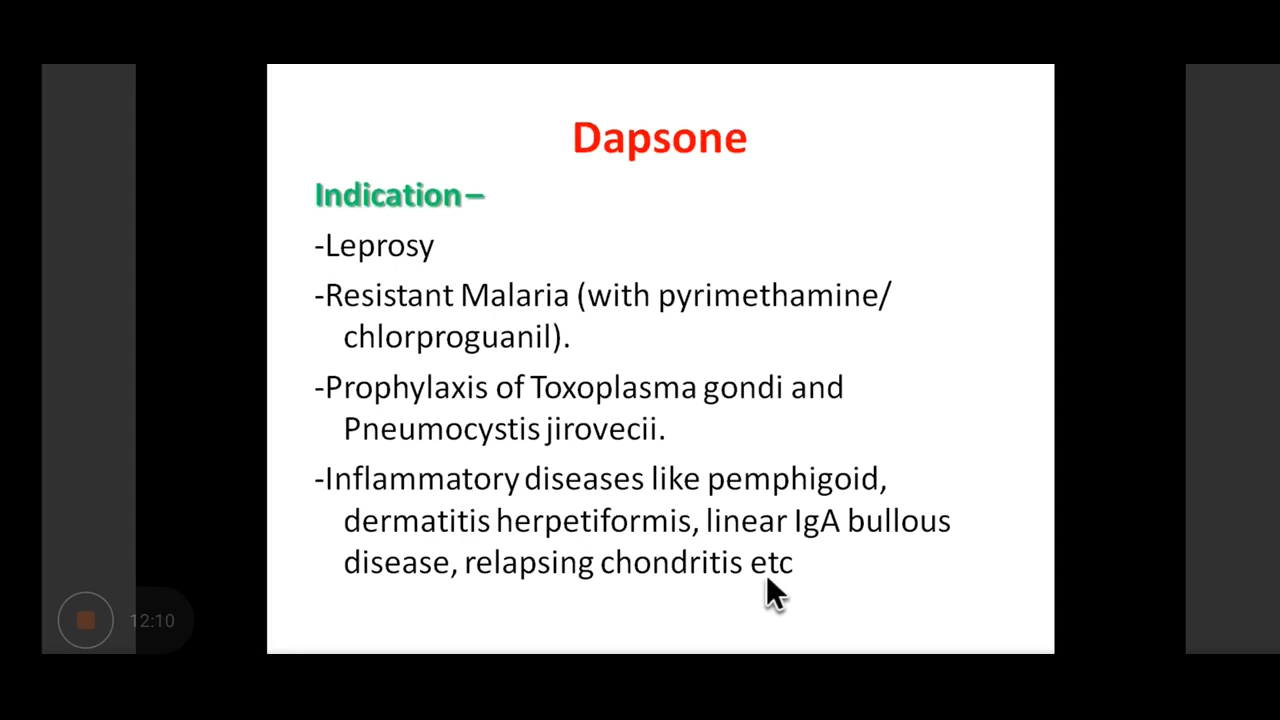 Dapsone
Indication –
-Leprosy
-Resistant Malaria (with pyrimethamine/
chlorproguanil).
-Prophylaxis of Toxoplasma gondi and
Pneumocystis jirovecii.
-Inflammatory diseases like pemphigoid,
dermatitis herpetiformis, linear IgA bullous
disease, relapsing chondritis etc
12:10